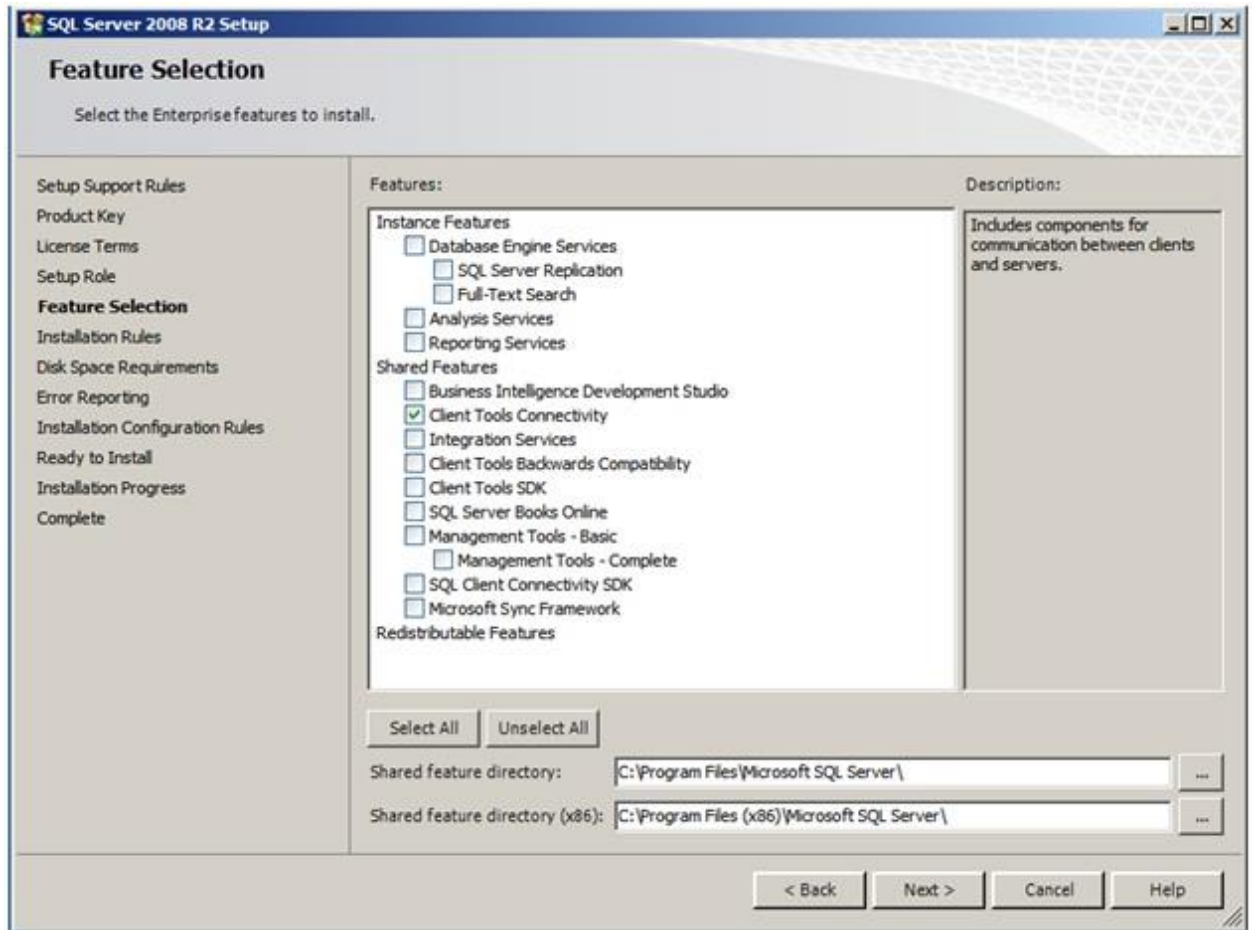 SQL Server 2008 R2 Setup
Feature Selection
Select the Enterprise features to install.
Setup Support Rules
Product Key
License Terms
Setup Role
Feature Selection
Installation Rules
Disk Space Requirements
Error Reporting
Installation Configuration Rules
Ready to Install
Installation Progress
Complete
Features:
Instance Features
Database Engine Services
SQL Server Replication
Full-Text Search
Analysis Services
Reporting Services
Shared Features
Business Intelligence Development Studio
Client Tools Connectivity
Integration Services
Client Tools Backwards Compatibility
Client Tools SDK
SQL Server Books Online
Management Tools - Basic
Management Tools - Complete
SQL Client Connectivity SDK
Microsoft Sync Framework
Redistributable Features
Description:
Includes components for
communication between clients
and servers.
Select All
Unselect All
Shared feature directory:
C:\Program Files\Microsoft SQL Server\
...
Shared feature directory (x86):
C:\Program Files (x86)\Microsoft SQL Server\
...
< Back
Next >
Cancel
Help